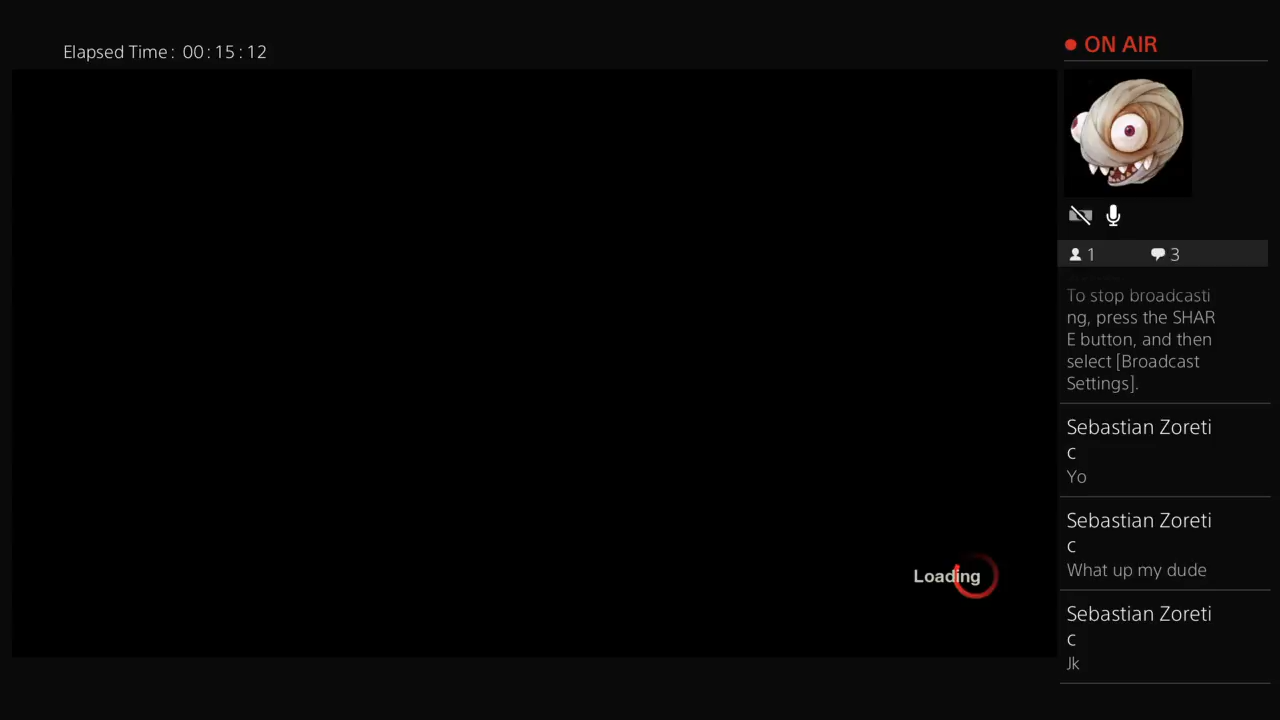 Elapsed Time: 00:15:12
ON AIR
1
3
To stop broadcasti
ng, press the SHAR
E button, and then
select [Broadcast
Settings].
Sebastian Zoreti
c
Yo
Sebastian Zoreti
c
What up my dude
Sebastian Zoreti
c
Jk
Loading